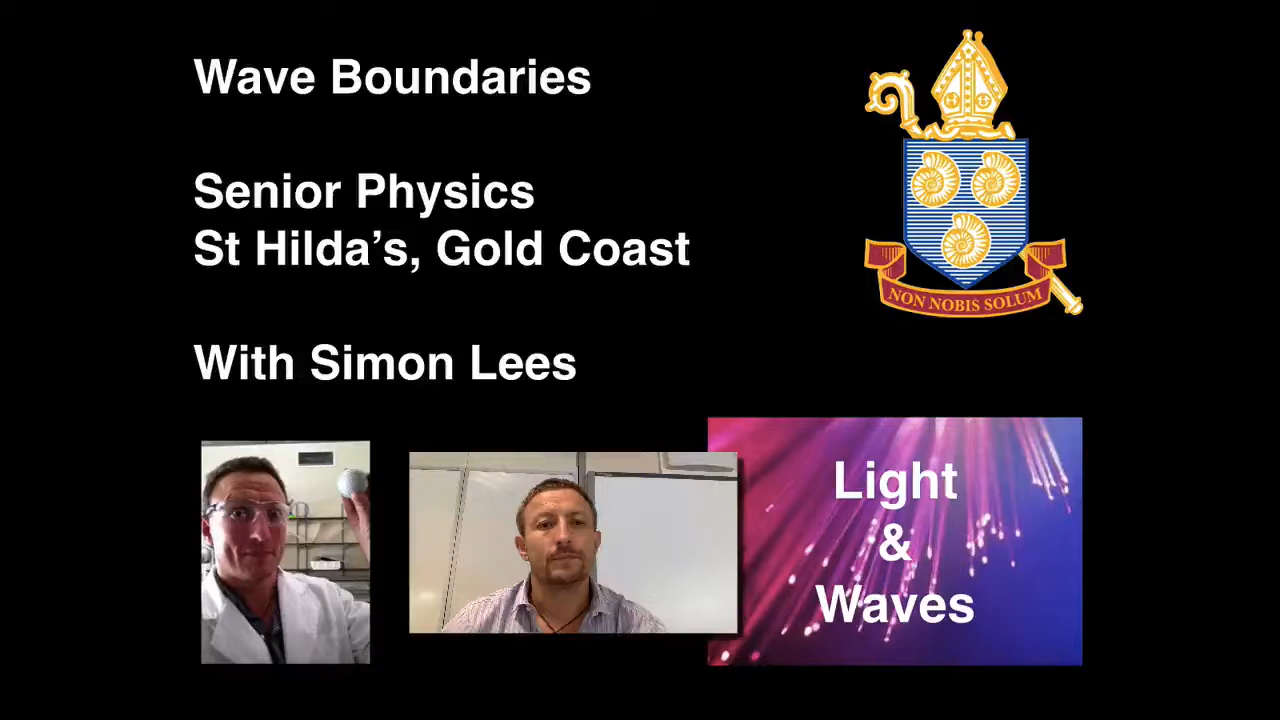 Wave Boundaries
Senior Physics
St Hilda’s, Gold Coast
With Simon Lees
NON NOBIS SOLUM
Light
&
Waves